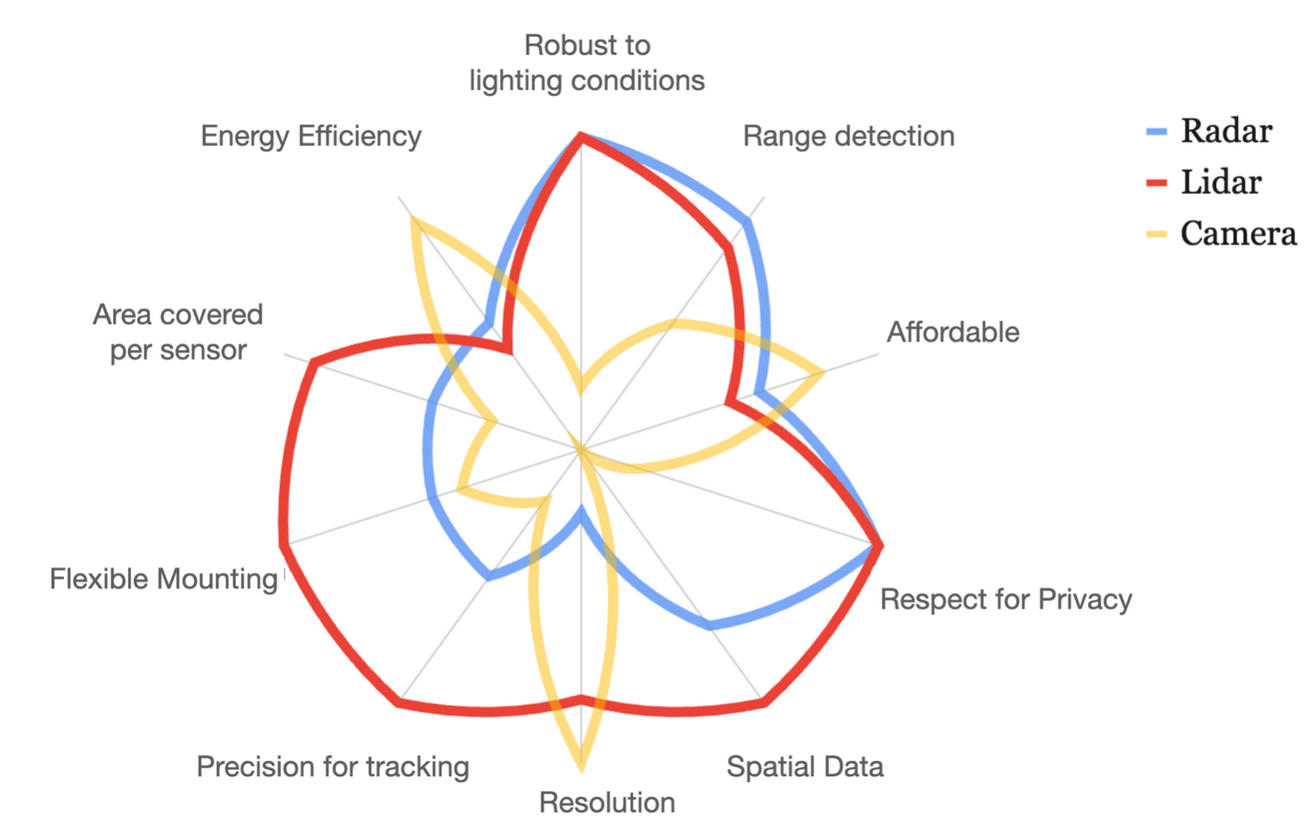 Robust to
lighting conditions
Energy Efficiency
Range detection
Radar
Lidar
Camera
Area covered
per sensor
Affordable
Flexible Mounting
Respect for Privacy
Precision for tracking
Spatial Data
Resolution